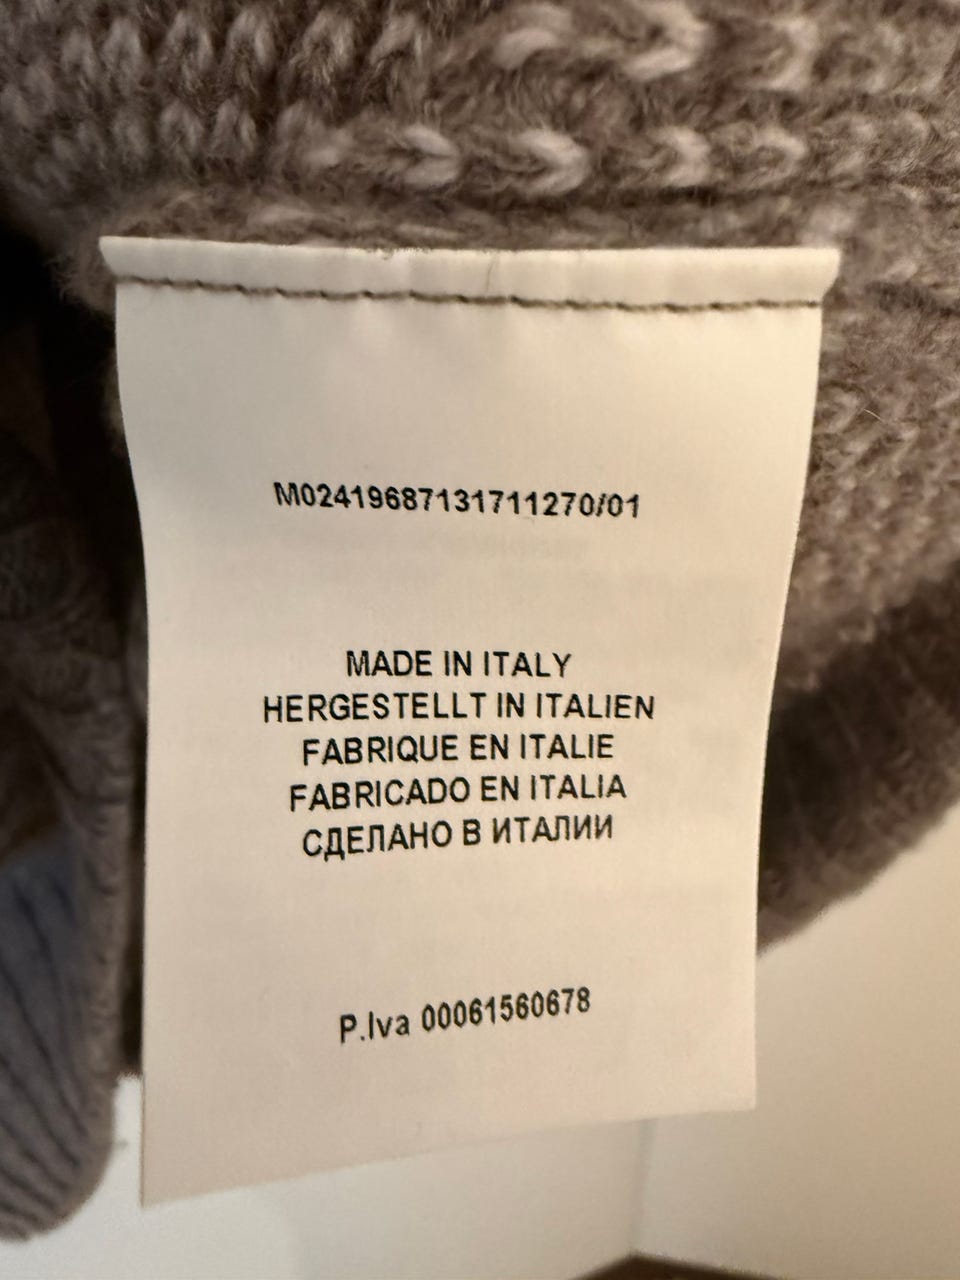 M02419687131711270/01
MADE IN ITALY
HERGESTELLT IN ITALIEN
FABRIQUE EN ITALIE
FABRICADO EN ITALIA
СДЕЛАНО В ИТАЛИИ
P.Iva 00061560678